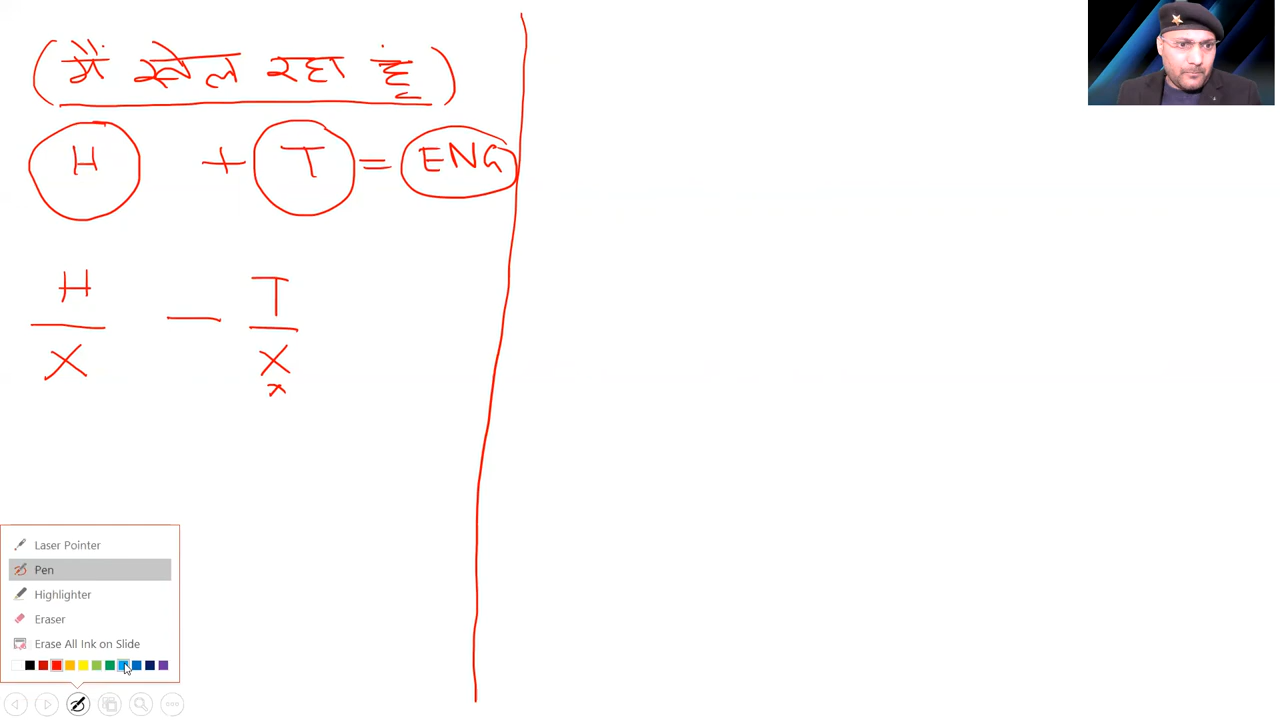 (मैं खेल रहा हूँ)
H + T = ENG
H — T
X X
x
Laser Pointer
Pen
Highlighter
Eraser
Erase All Ink on Slide